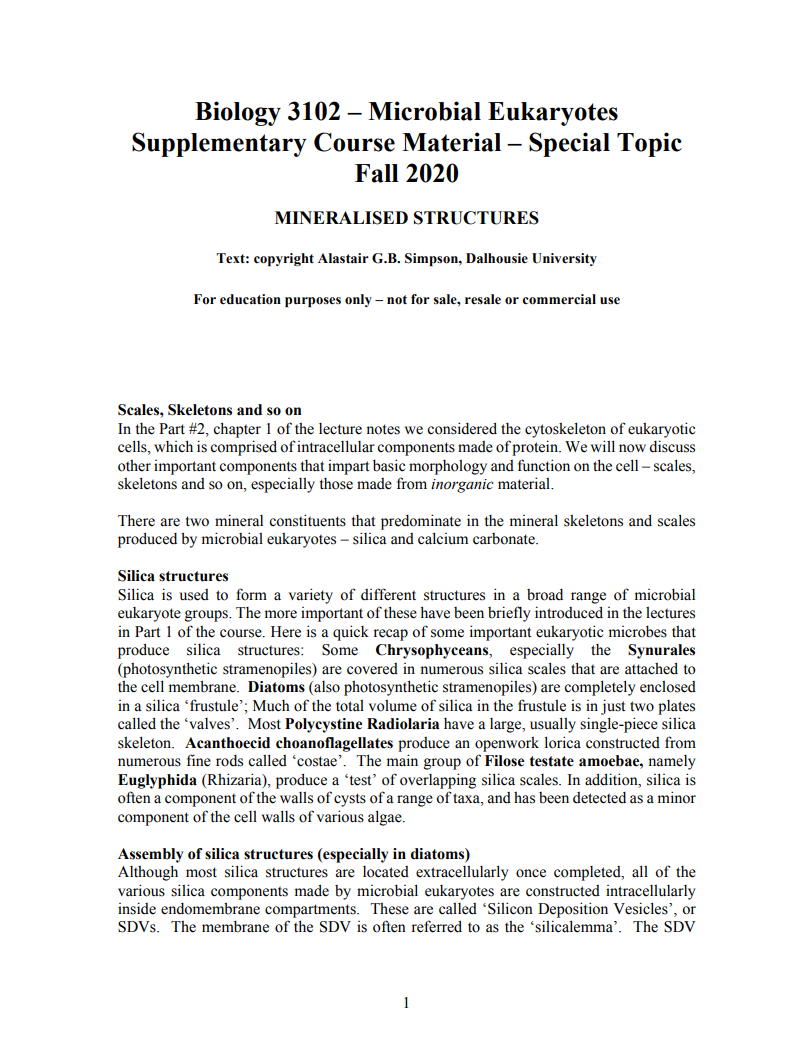 Biology 3102 – Microbial Eukaryotes
Supplementary Course Material – Special Topic
Fall 2020
MINERALISED STRUCTURES
Text: copyright Alastair G.B. Simpson, Dalhousie University
For education purposes only – not for sale, resale or commercial use
Scales, Skeletons and so on
In the Part #2, chapter 1 of the lecture notes we considered the cytoskeleton of eukaryotic
cells, which is comprised of intracellular components made of protein. We will now discuss
other important components that impart basic morphology and function on the cell – scales,
skeletons and so on, especially those made from inorganic material.
There are two mineral constituents that predominate in the mineral skeletons and scales
produced by microbial eukaryotes – silica and calcium carbonate.
Silica structures
Silica is used to form a variety of different structures in a broad range of microbial
eukaryote groups. The more important of these have been briefly introduced in the lectures
in Part 1 of the course. Here is a quick recap of some important eukaryotic microbes that
produce silica structures: Some Chrysophyceans, especially the Synurales
(photosynthetic stramenopiles) are covered in numerous silica scales that are attached to
the cell membrane. Diatoms (also photosynthetic stramenopiles) are completely enclosed
in a silica ‘frustule’; Much of the total volume of silica in the frustule is in just two plates
called the ‘valves’. Most Polycystine Radiolaria have a large, usually single-piece silica
skeleton. Acanthoecid choanoflagellates produce an openwork lorica constructed from
numerous fine rods called ‘costae’. The main group of Filose testate amoebae, namely
Euglyphida (Rhizaria), produce a ‘test’ of overlapping silica scales. In addition, silica is
often a component of the walls of cysts of a range of taxa, and has been detected as a minor
component of the cell walls of various algae.
Assembly of silica structures (especially in diatoms)
Although most silica structures are located extracellularly once completed, all of the
various silica components made by microbial eukaryotes are constructed intracellularly
inside endomembrane compartments. These are called ‘Silicon Deposition Vesicles’, or
SDVs. The membrane of the SDV is often referred to as the ‘silicalemma’. The SDV
1